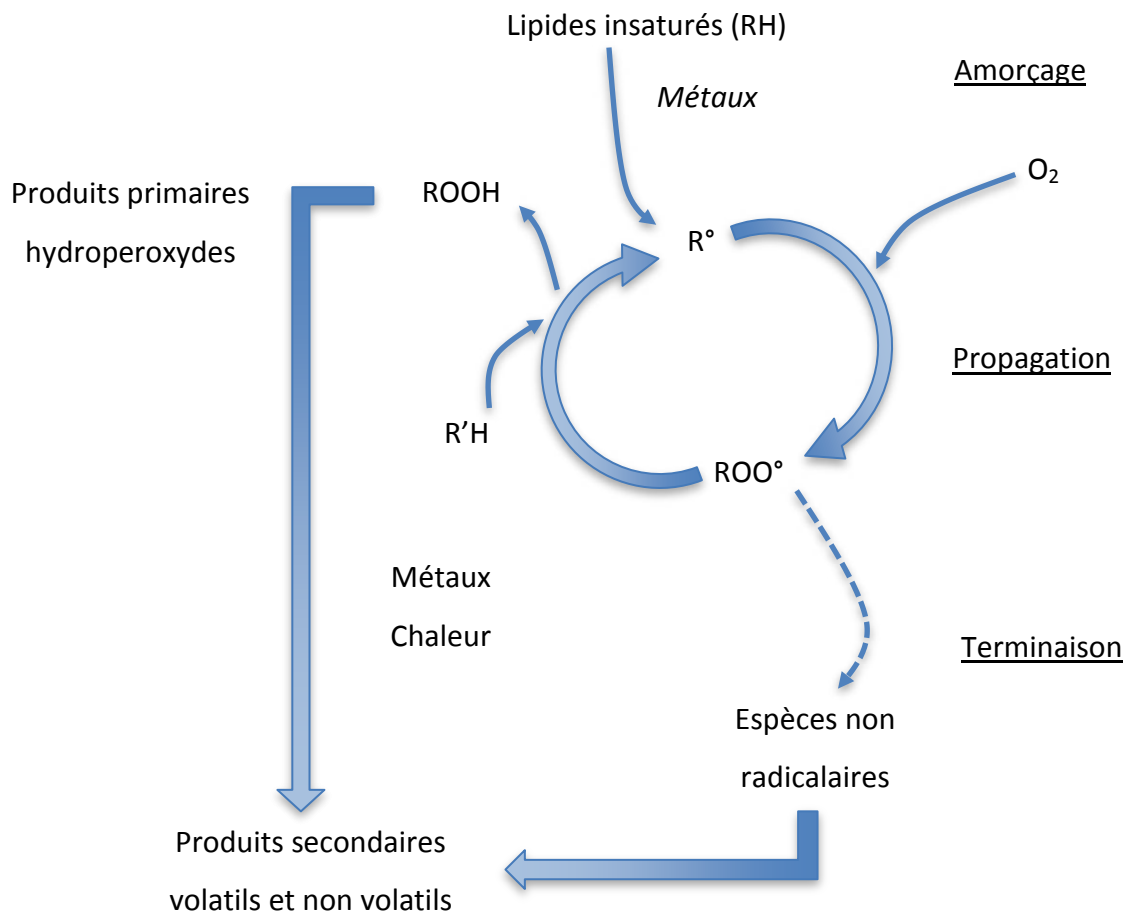 Lipides insaturés (RH)
Amorçage
Métaux
O₂
Produits primaires
hydroperoxydes
ROOH
R°
Propagation
R’H
ROO°
Métaux
Chaleur
Terminaison
Espèces non
radicalaires
Produits secondaires
volatils et non volatils